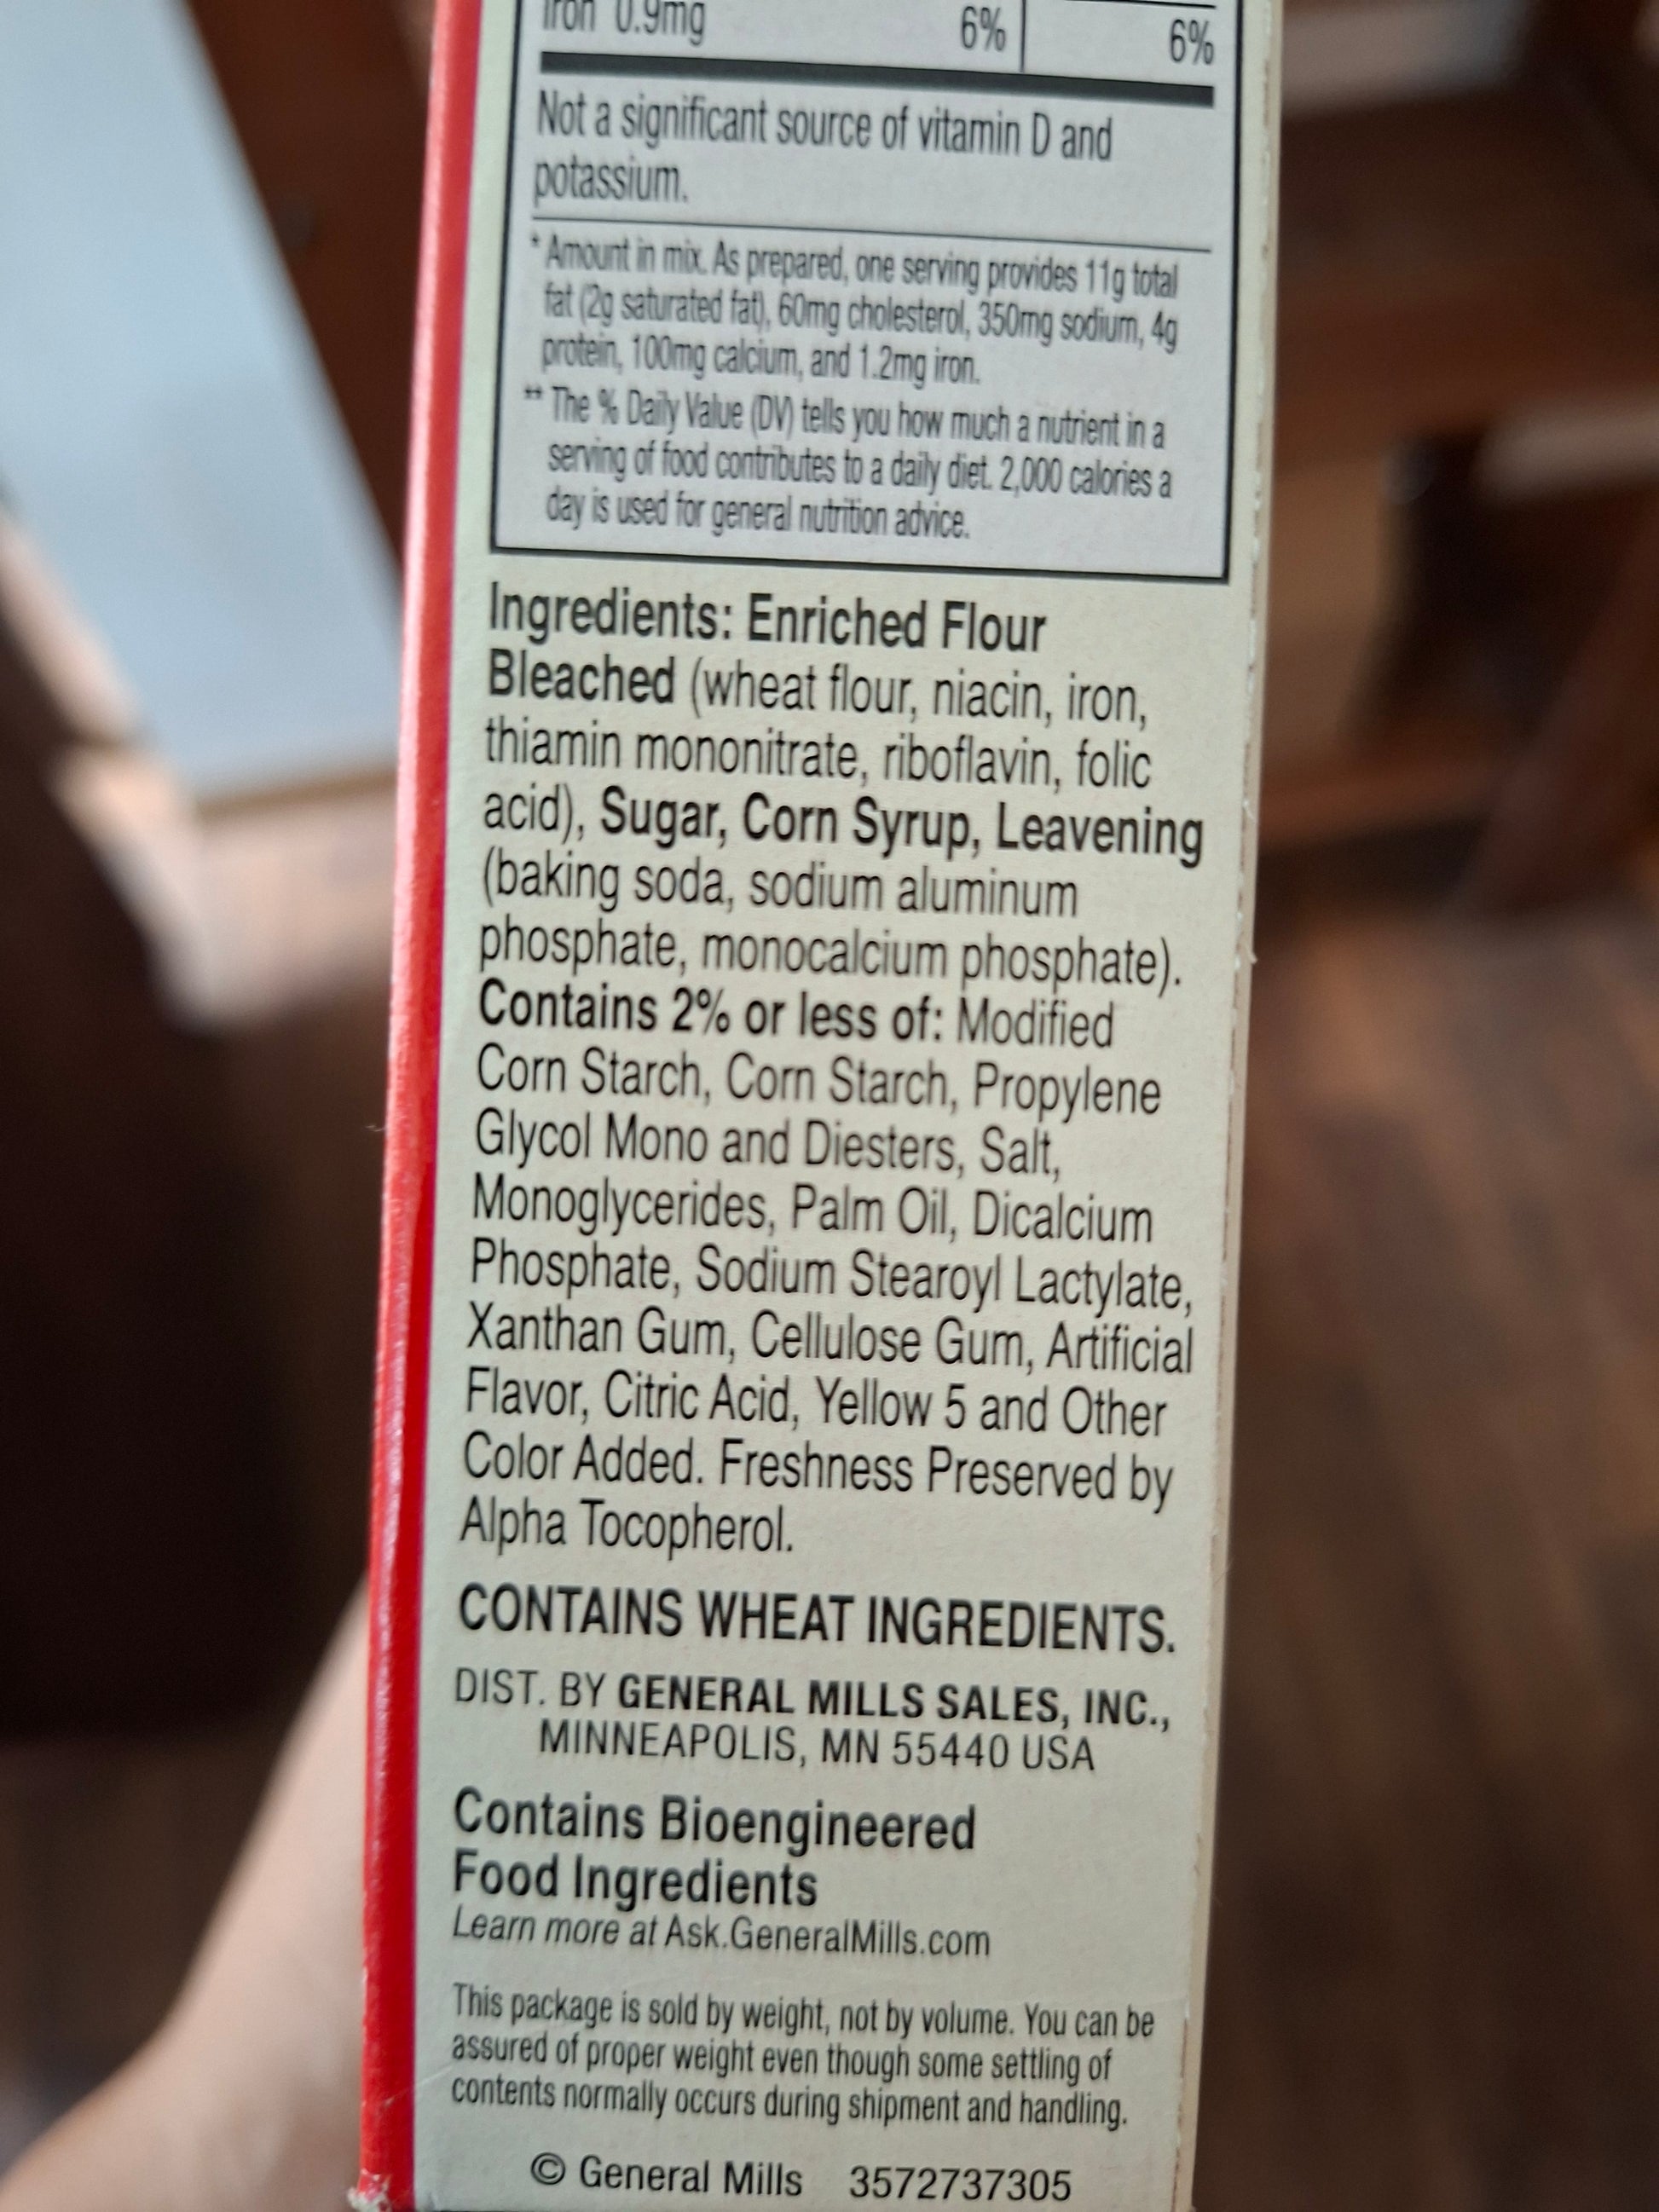 Iron 0.9mg 6% 6%
Not a significant source of vitamin D and
potassium.
* Amount in mix. As prepared, one serving provides 11g total
fat (2g saturated fat), 60mg cholesterol, 350mg sodium, 4g
protein, 100mg calcium, and 1.2mg iron.
** The % Daily Value (DV) tells you how much a nutrient in a
serving of food contributes to a daily diet. 2,000 calories a
day is used for general nutrition advice.
Ingredients: Enriched Flour
Bleached (wheat flour, niacin, iron,
thiamin mononitrate, riboflavin, folic
acid), Sugar, Corn Syrup, Leavening
(baking soda, sodium aluminum
phosphate, monocalcium phosphate).
Contains 2% or less of: Modified
Corn Starch, Corn Starch, Propylene
Glycol Mono and Diesters, Salt,
Monoglycerides, Palm Oil, Dicalcium
Phosphate, Sodium Stearoyl Lactylate,
Xanthan Gum, Cellulose Gum, Artificial
Flavor, Citric Acid, Yellow 5 and Other
Color Added. Freshness Preserved by
Alpha Tocopherol.
CONTAINS WHEAT INGREDIENTS.
DIST. BY GENERAL MILLS SALES, INC.,
MINNEAPOLIS, MN 55440 USA
Contains Bioengineered
Food Ingredients
Learn more at Ask.GeneralMills.com
This package is sold by weight, not by volume. You can be
assured of proper weight even though some settling of
contents normally occurs during shipment and handling.
© General Mills 3572737305